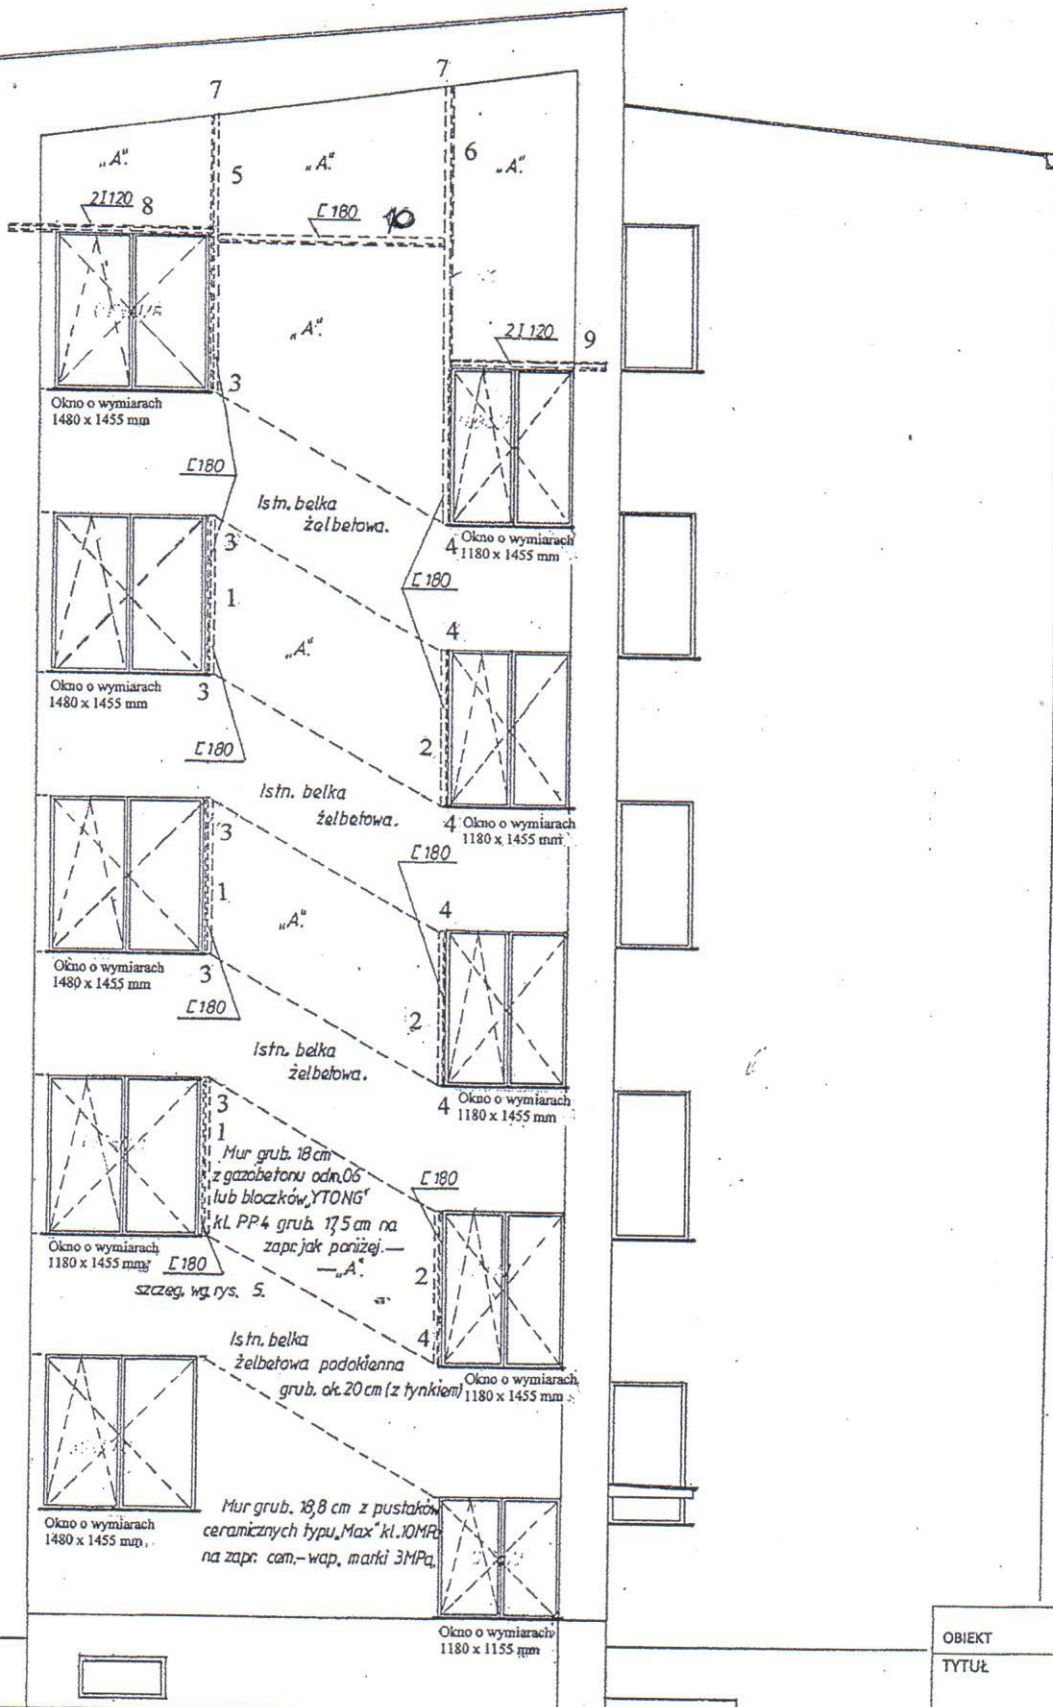 7
7
„A"
5
„A"
6
„A"
2I120
8
[180
10
„A"
2I120
9
3
Okno o wymiarach
1480 x 1455 mm
[180
Istn. belka
żelbetowa.
Okno o wymiarach
4
1180 x 1455 mm
3
[180
1
4
„A"
Okno o wymiarach
1480 x 1455 mm
3
[180
2
Istn. belka
żelbetowa.
4
Okno o wymiarach
1180 x 1455 mm
3
[180
1
4
„A"
Okno o wymiarach
1480 x 1455 mm
3
[180
2
Istn. belka
żelbetowa.
Okno o wymiarach
4
1180 x 1455 mm
3
1
Mur grub. 18 cm
z gazobetonu odm. 06
lub bloczków „YTONG"
kl. PP4 grub. 17,5 cm na
zapr. jak poniżej.—
—„A"
[180
Okno o wymiarach
1180 x 1455 mm
[180
szczeg. wg. rys. 5.
2
4
Istn. belka
żelbetowa podokienna
grub. ok. 20 cm (z tynkiem)
Okno o wymiarach
1180 x 1455 mm
Mur grub. 18,8 cm z pustaków
ceramicznych typu „Max" kl. 10MPa
na zapr. cem.-wap. marki 3MPa.
Okno o wymiarach
1480 x 1455 mm
Okno o wymiarach
1180 x 1155 mm
OBIEKT
TYTUŁ